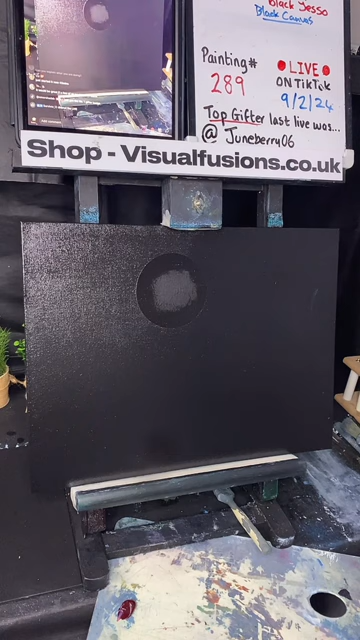 Black Gesso
Black Canvas
Painting#
289
LIVE
ON TikTok
9/2/24
Top Gifter last live was...
@ Juneberry06
Shop - Visualfusions.co.uk